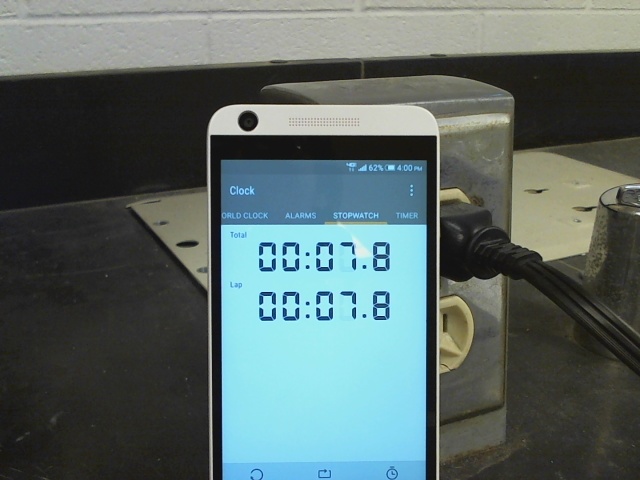 62% 4:00 PM
Clock
ORLD CLOCK ALARMS STOPWATCH TIMER
Total
00:07.8
Lap
00:07.8